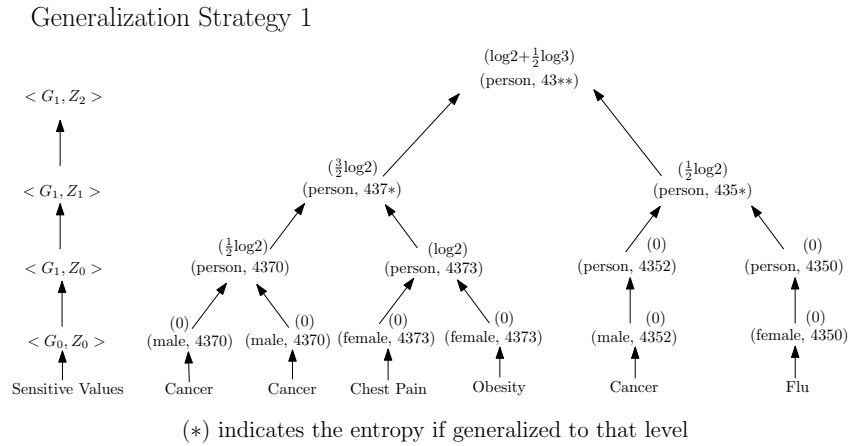 Generalization Strategy 1
(log2+½log3)
(person, 43∗∗)
< G₁, Z₂ >
(3/2log2)
(½log2)
< G₁, Z₁ >
(person, 437∗)
(person, 435∗)
(½log2)
(log2)
(0)
(0)
< G₁, Z₀ >
(person, 4370)
(person, 4373)
(person, 4352)
(person, 4350)
(0)
(0)
(0)
(0)
(0)
(0)
< G₀, Z₀ >
(male, 4370)
(male, 4370)
(female, 4373)
(female, 4373)
(male, 4352)
(female, 4350)
Sensitive Values
Cancer
Cancer
Chest Pain
Obesity
Cancer
Flu
(∗) indicates the entropy if generalized to that level